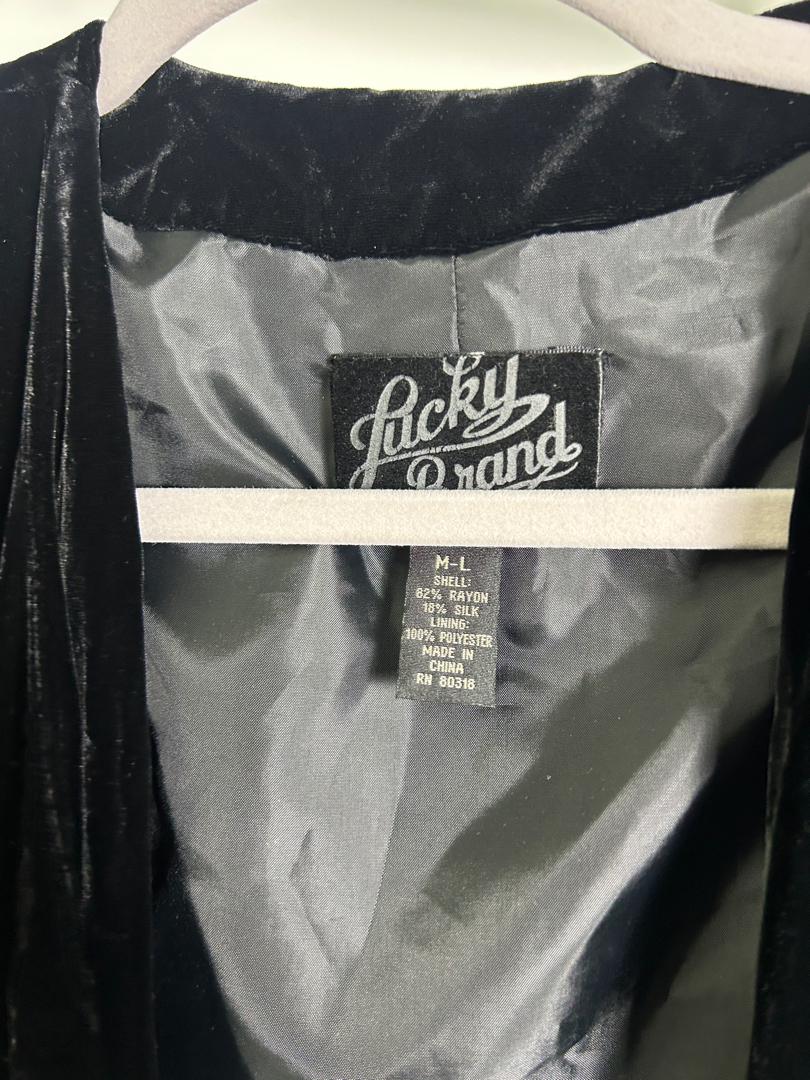 Lucky
Brand
M-L
SHELL:
82% RAYON
18% SILK
LINING:
100% POLYESTER
MADE IN
CHINA
RN 80318